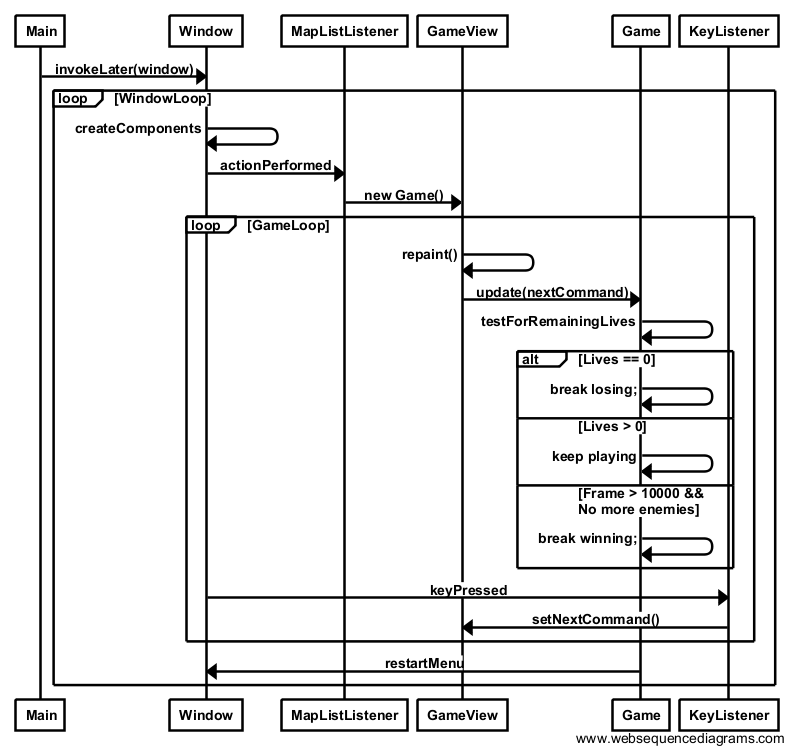 Main Window MapListListener GameView Game KeyListener
invokeLater(window)
loop [WindowLoop]
createComponents
actionPerformed
new Game()
loop [GameLoop]
repaint()
update(nextCommand)
testForRemainingLives
alt [Lives == 0]
break losing;
[Lives > 0]
keep playing
[Frame > 10000 &&
No more enemies]
break winning;
keyPressed
setNextCommand()
restartMenu
Main Window MapListListener GameView Game KeyListener
www.websequencediagrams.com